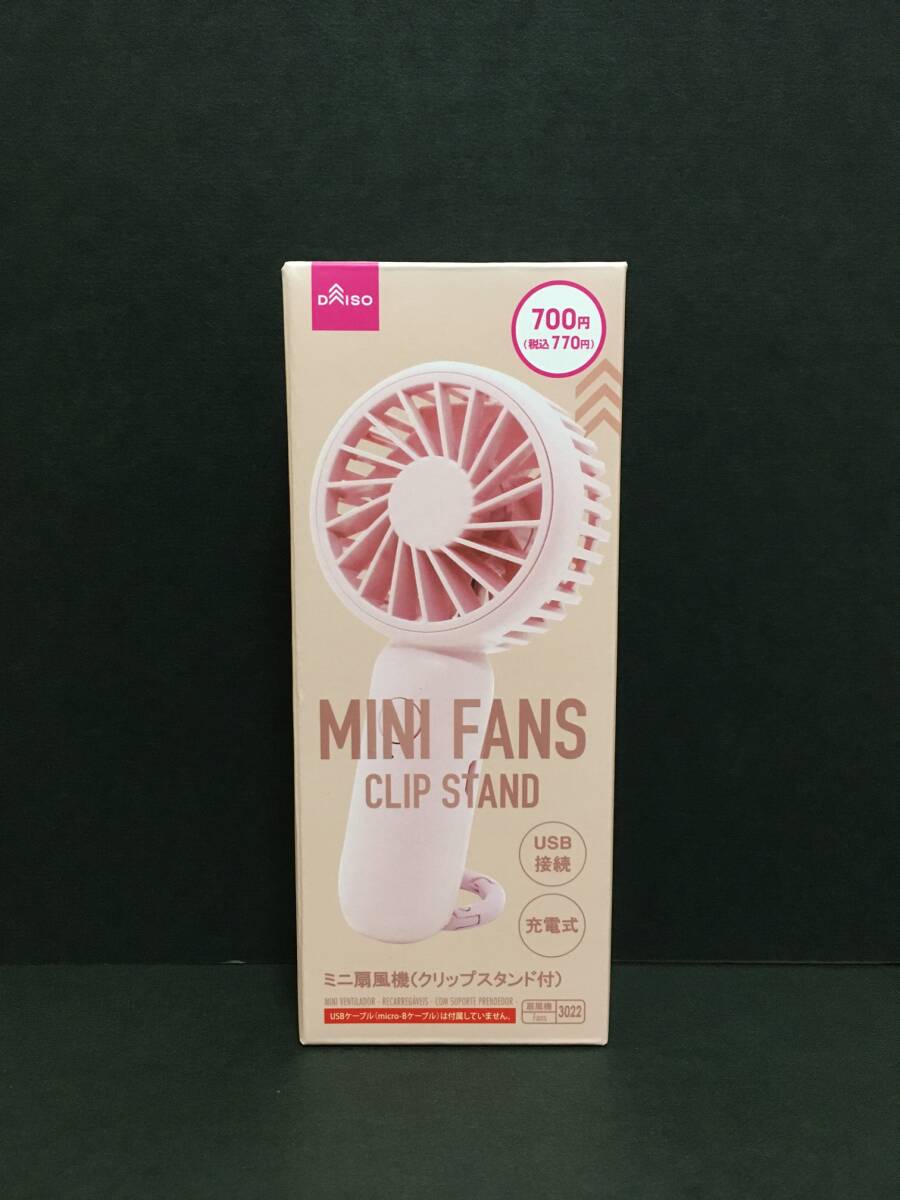 DAISO
700円
(税込770円)
MINI FANS
CLIP STAND
USB
接続
充電式
ミニ扇風機(クリップスタンド付)
MINI VENTILADOR - RECARREGÁVEIS - COM SUPORTE PRENDEDOR -
USBケーブル(micro-Bケーブル)は付属していません。
扇風機
Fans
3022